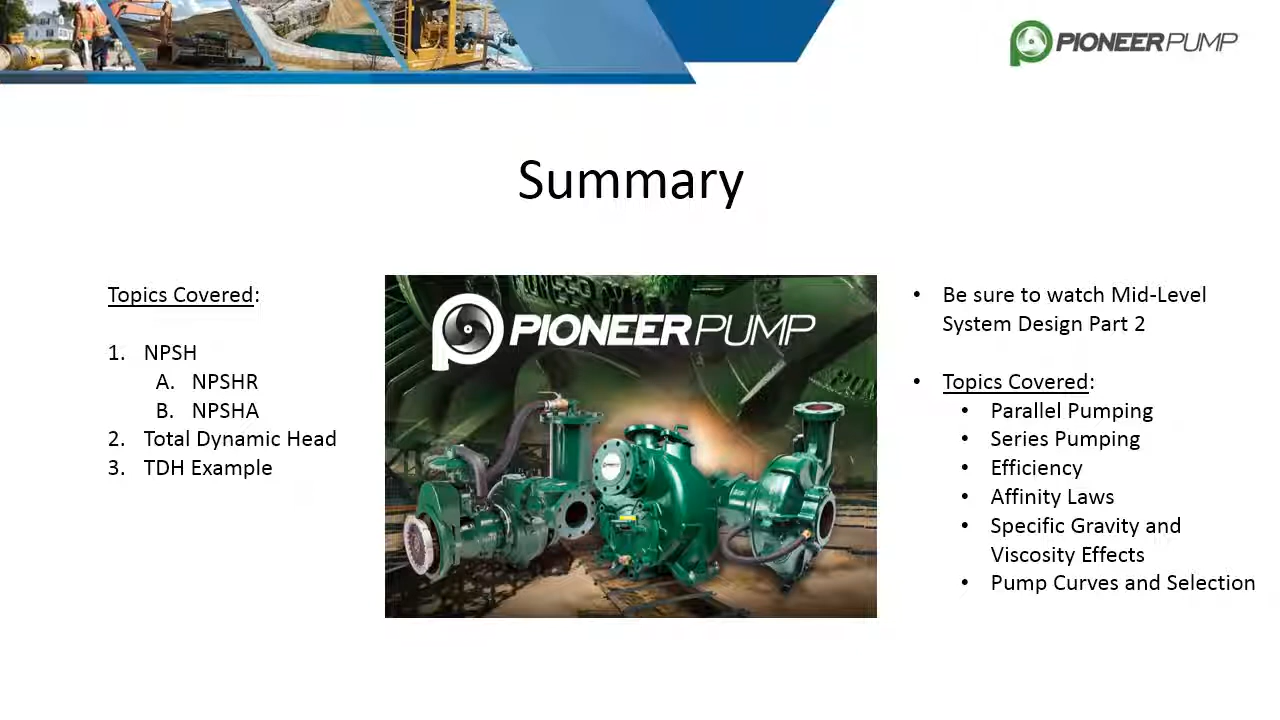 PIONEERPUMP
Summary
Topics Covered:
1. NPSH
A. NPSHR
B. NPSHA
2. Total Dynamic Head
3. TDH Example
PIONEERPUMP
• Be sure to watch Mid-Level
System Design Part 2
• Topics Covered:
• Parallel Pumping
• Series Pumping
• Efficiency
• Affinity Laws
• Specific Gravity and
Viscosity Effects
• Pump Curves and Selection